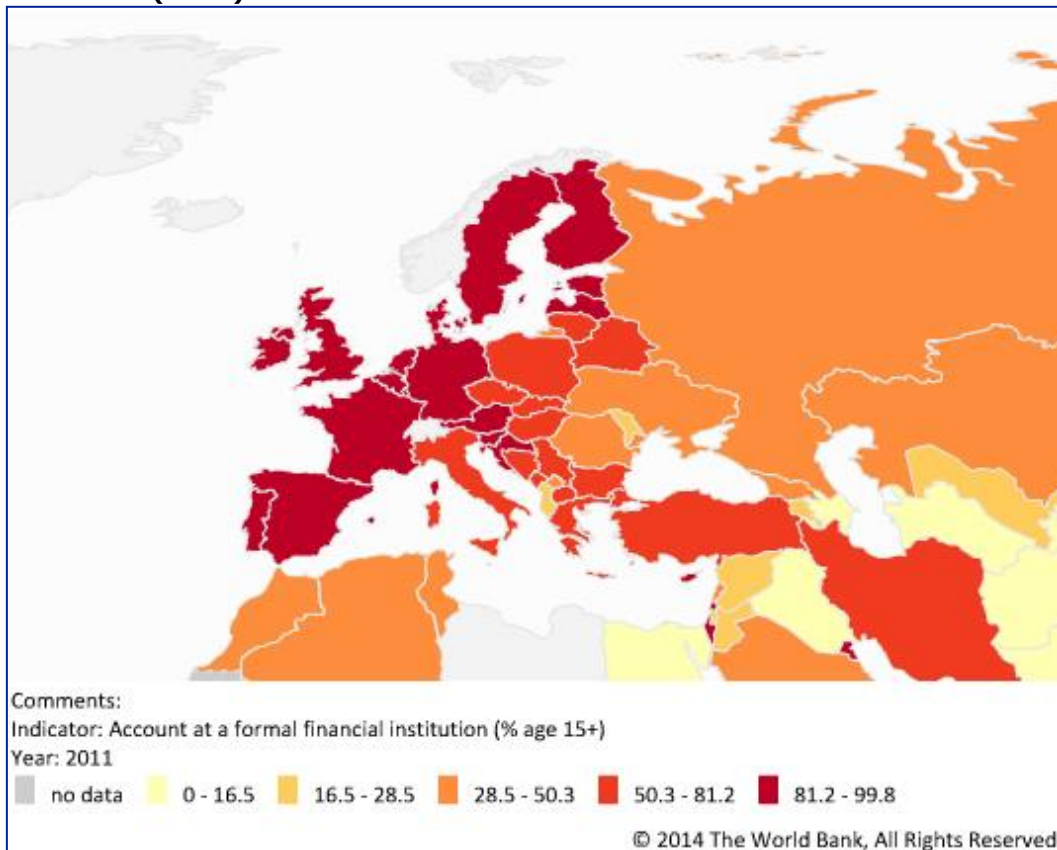 Comments:
Indicator: Account at a formal financial institution (% age 15+)
Year: 2011
no data 0 - 16.5 16.5 - 28.5 28.5 - 50.3 50.3 - 81.2 81.2 - 99.8
© 2014 The World Bank, All Rights Reserved